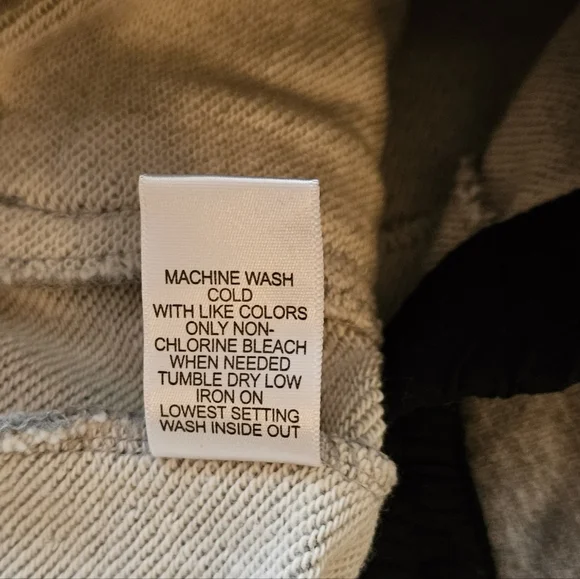 MACHINE WASH
COLD
WITH LIKE COLORS
ONLY NON-
CHLORINE BLEACH
WHEN NEEDED
TUMBLE DRY LOW
IRON ON
LOWEST SETTING
WASH INSIDE OUT